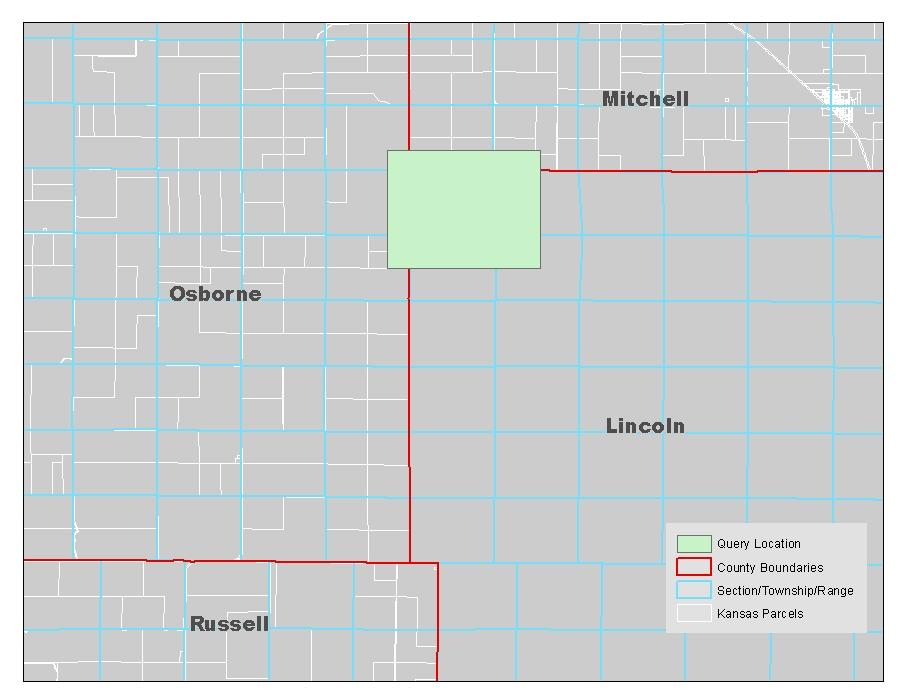 Mitchell
Osborne
Lincoln
Query Location
County Boundaries
Section/Township/Range
Kansas Parcels
Russell